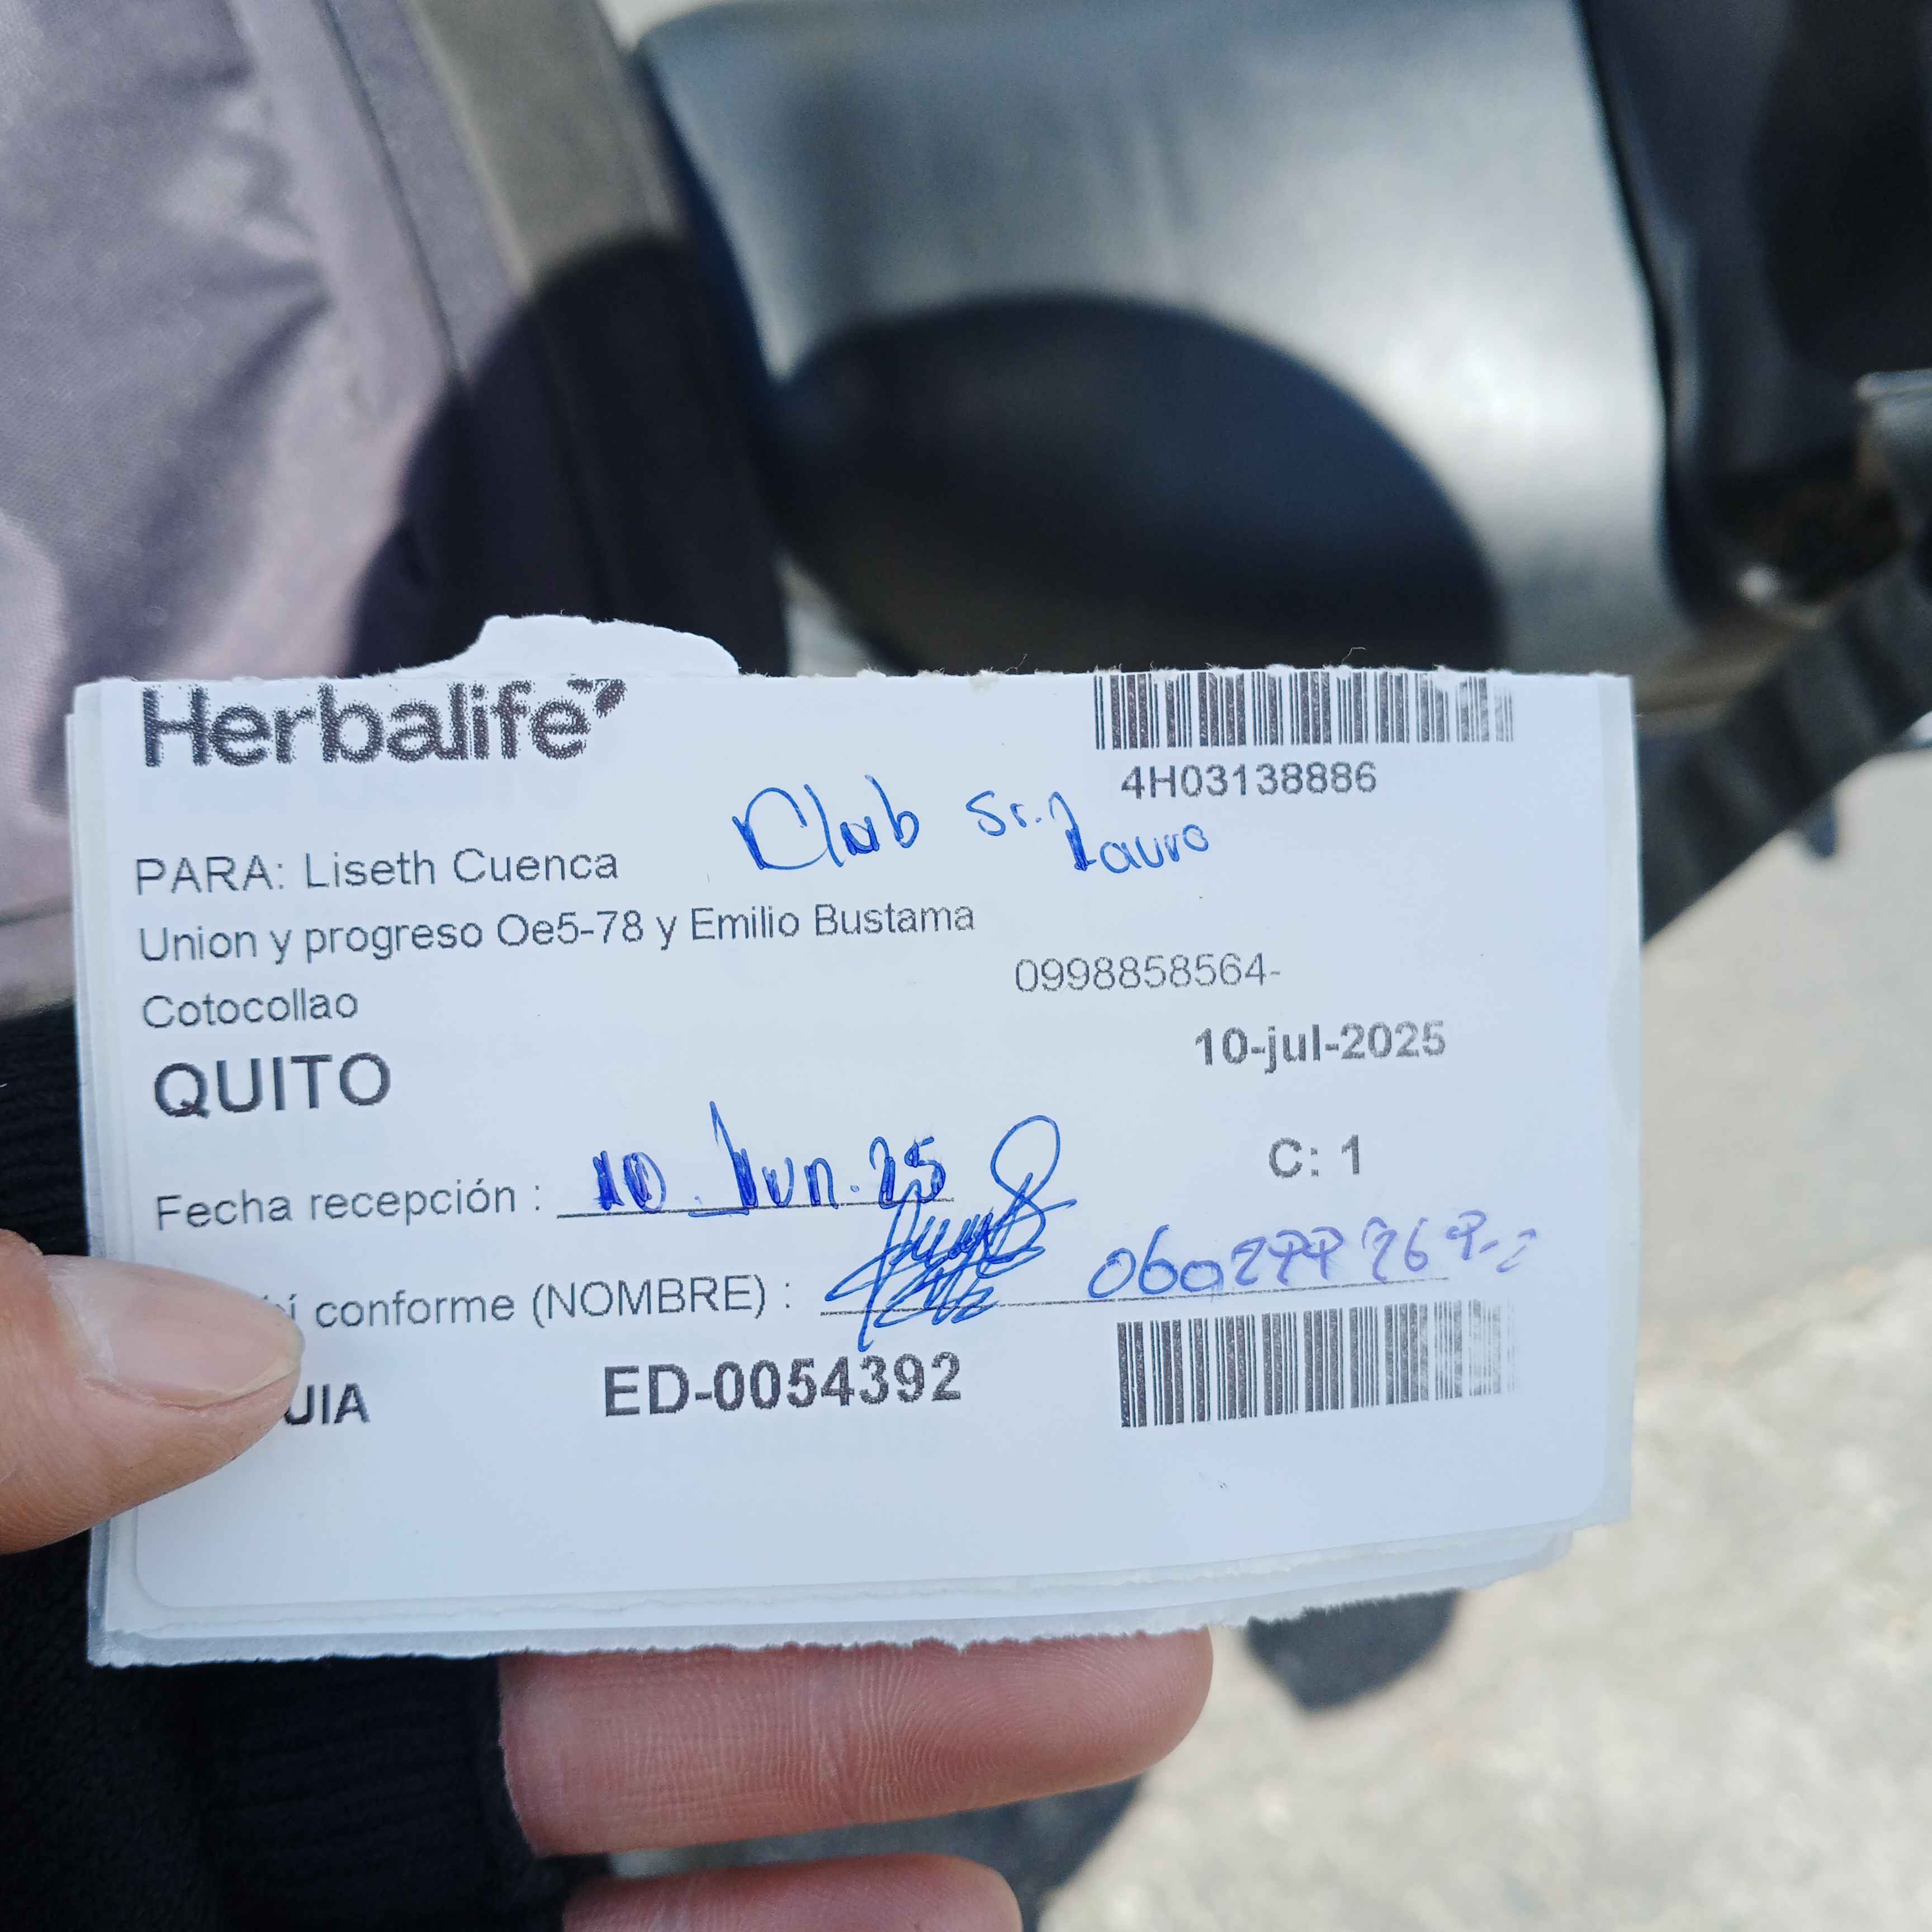 Herbalife
4H03138886
Club Sr.
Lauro
PARA: Liseth Cuenca
Union y progreso Oe5-78 y Emilio Bustama
0998858564-
Cotocollao
10-jul-2025
QUITO
C: 1
Fecha recepción : 10. Jun. 25
í conforme (NOMBRE) :
UIA
ED-0054392